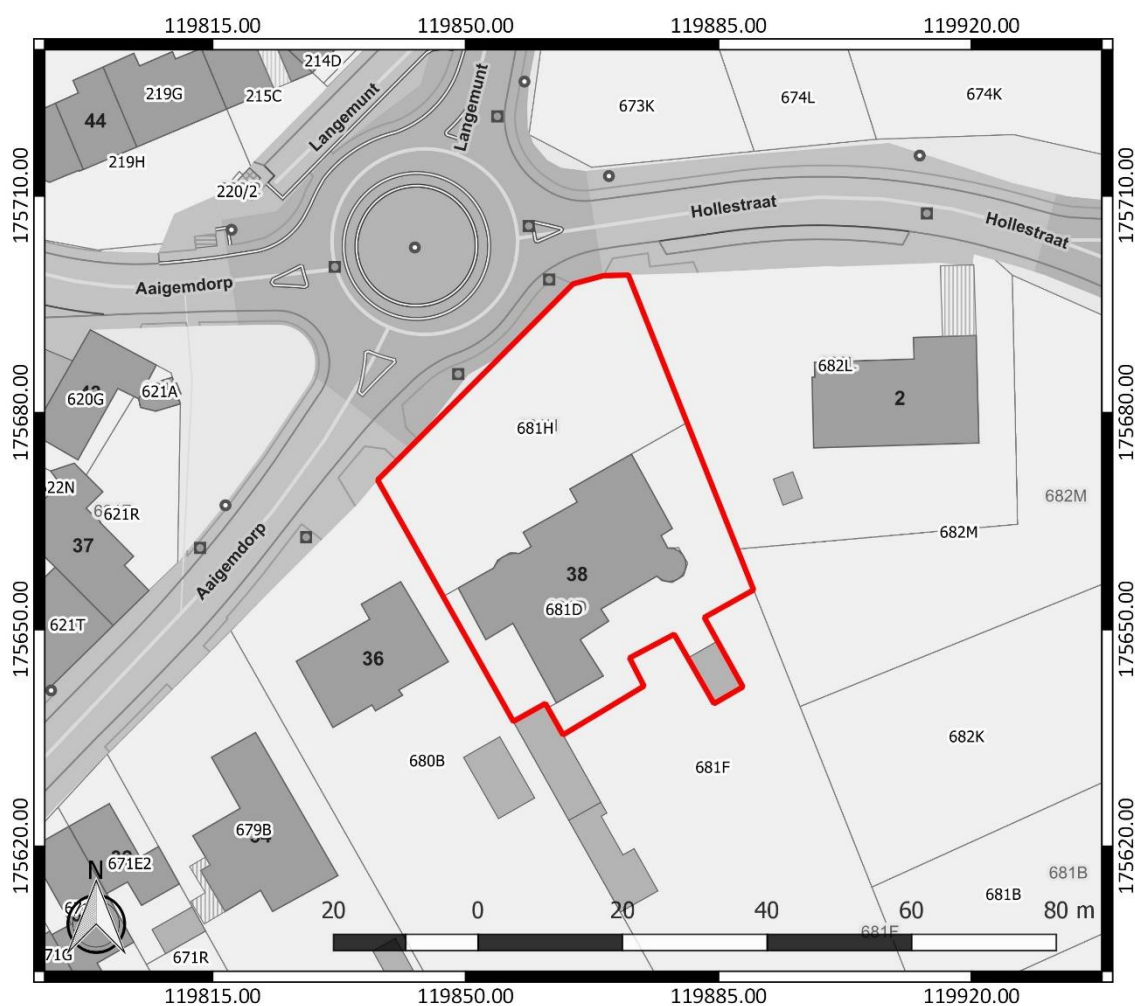 119815.00 119850.00 119885.00 119920.00
214D
219G
215C
Langemunt
Langemunt
673K
674L
674K
44
219H
220/2
175710.00
175710.00
Hollestraat
Hollestraat
Aaigemdorp
620G
621A
682L
2
175680.00
175680.00
681H
621R
682M
682M
37
Aaigemdorp
38
681D
621T
175650.00
175650.00
36
680B
681F
682K
679B
175620.00
175620.00
671E2
681B
681B
N
20 0 20 40 60 80 m
671G
671R
119815.00 119850.00 119885.00 119920.00